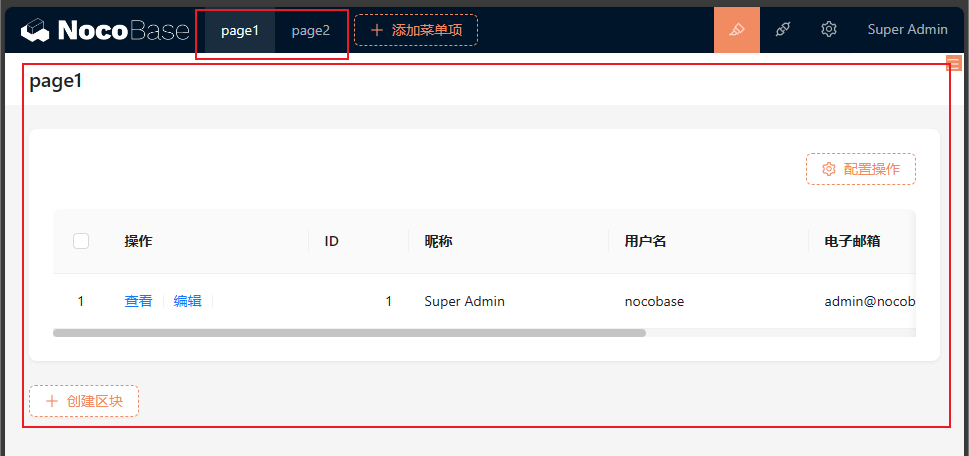 NocoBase page1 page2 添加菜单项 Super Admin
page1
配置操作
操作 ID 昵称 用户名 电子邮箱
1 查看 编辑 1 Super Admin nocobase admin@nocob
创建区块